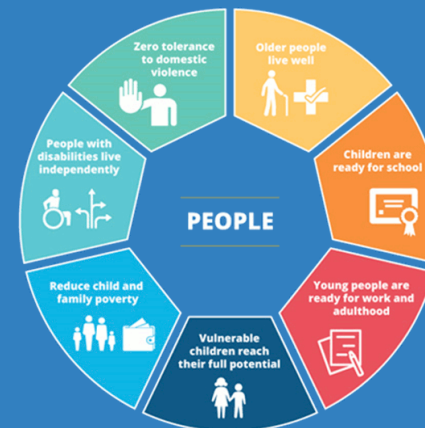 Zero tolerance
to domestic
violence
Older people
live well
People with
disabilities live
independently
Children are
ready for school
PEOPLE
Reduce child and
family poverty
Young people are
ready for work and
adulthood
Vulnerable
children reach
their full potential